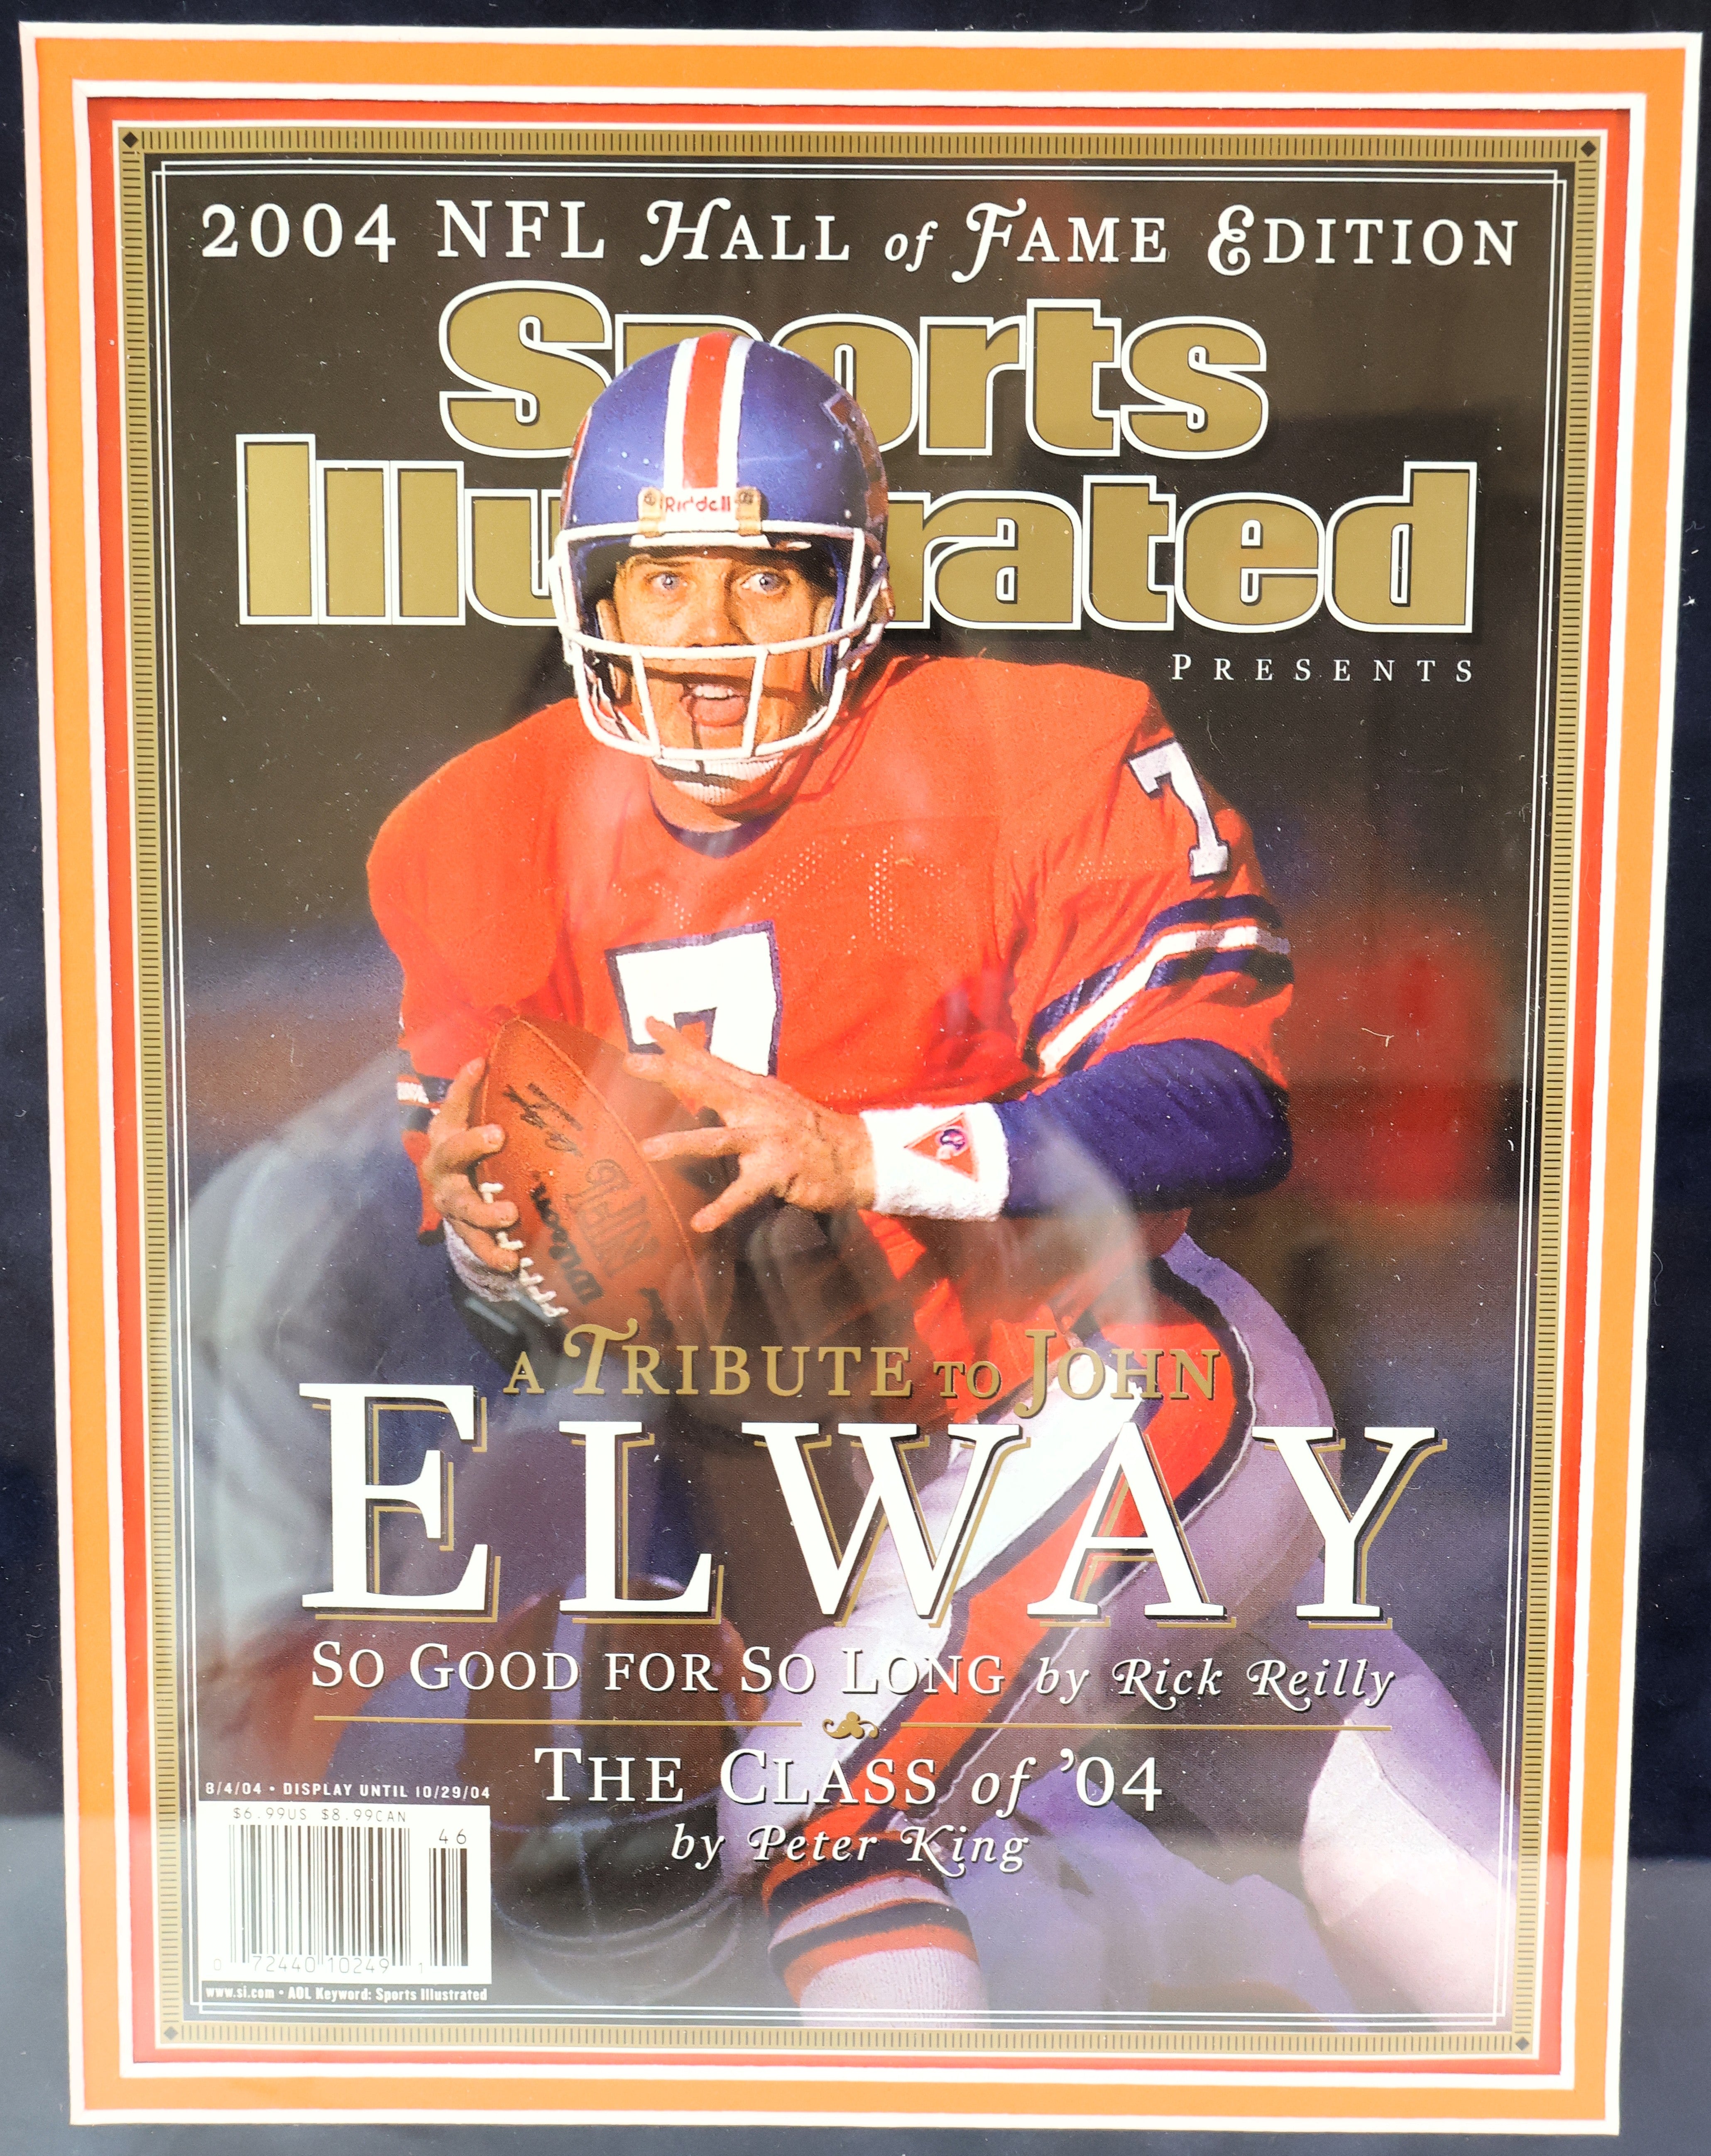 2004 NFL HALL of FAME EDITION
Sports
Illustrated
PRESENTS
Riddell
7
7
Wilson
NFL
A TRIBUTE TO JOHN
ELWAY
SO GOOD FOR SO LONG by Rick Reilly
THE CLASS of '04
by Peter King
8/4/04 • DISPLAY UNTIL 10/29/04
$6.99US $8.99CAN
46
0 72440 10249 1
www.si.com • AOL Keyword: Sports Illustrated